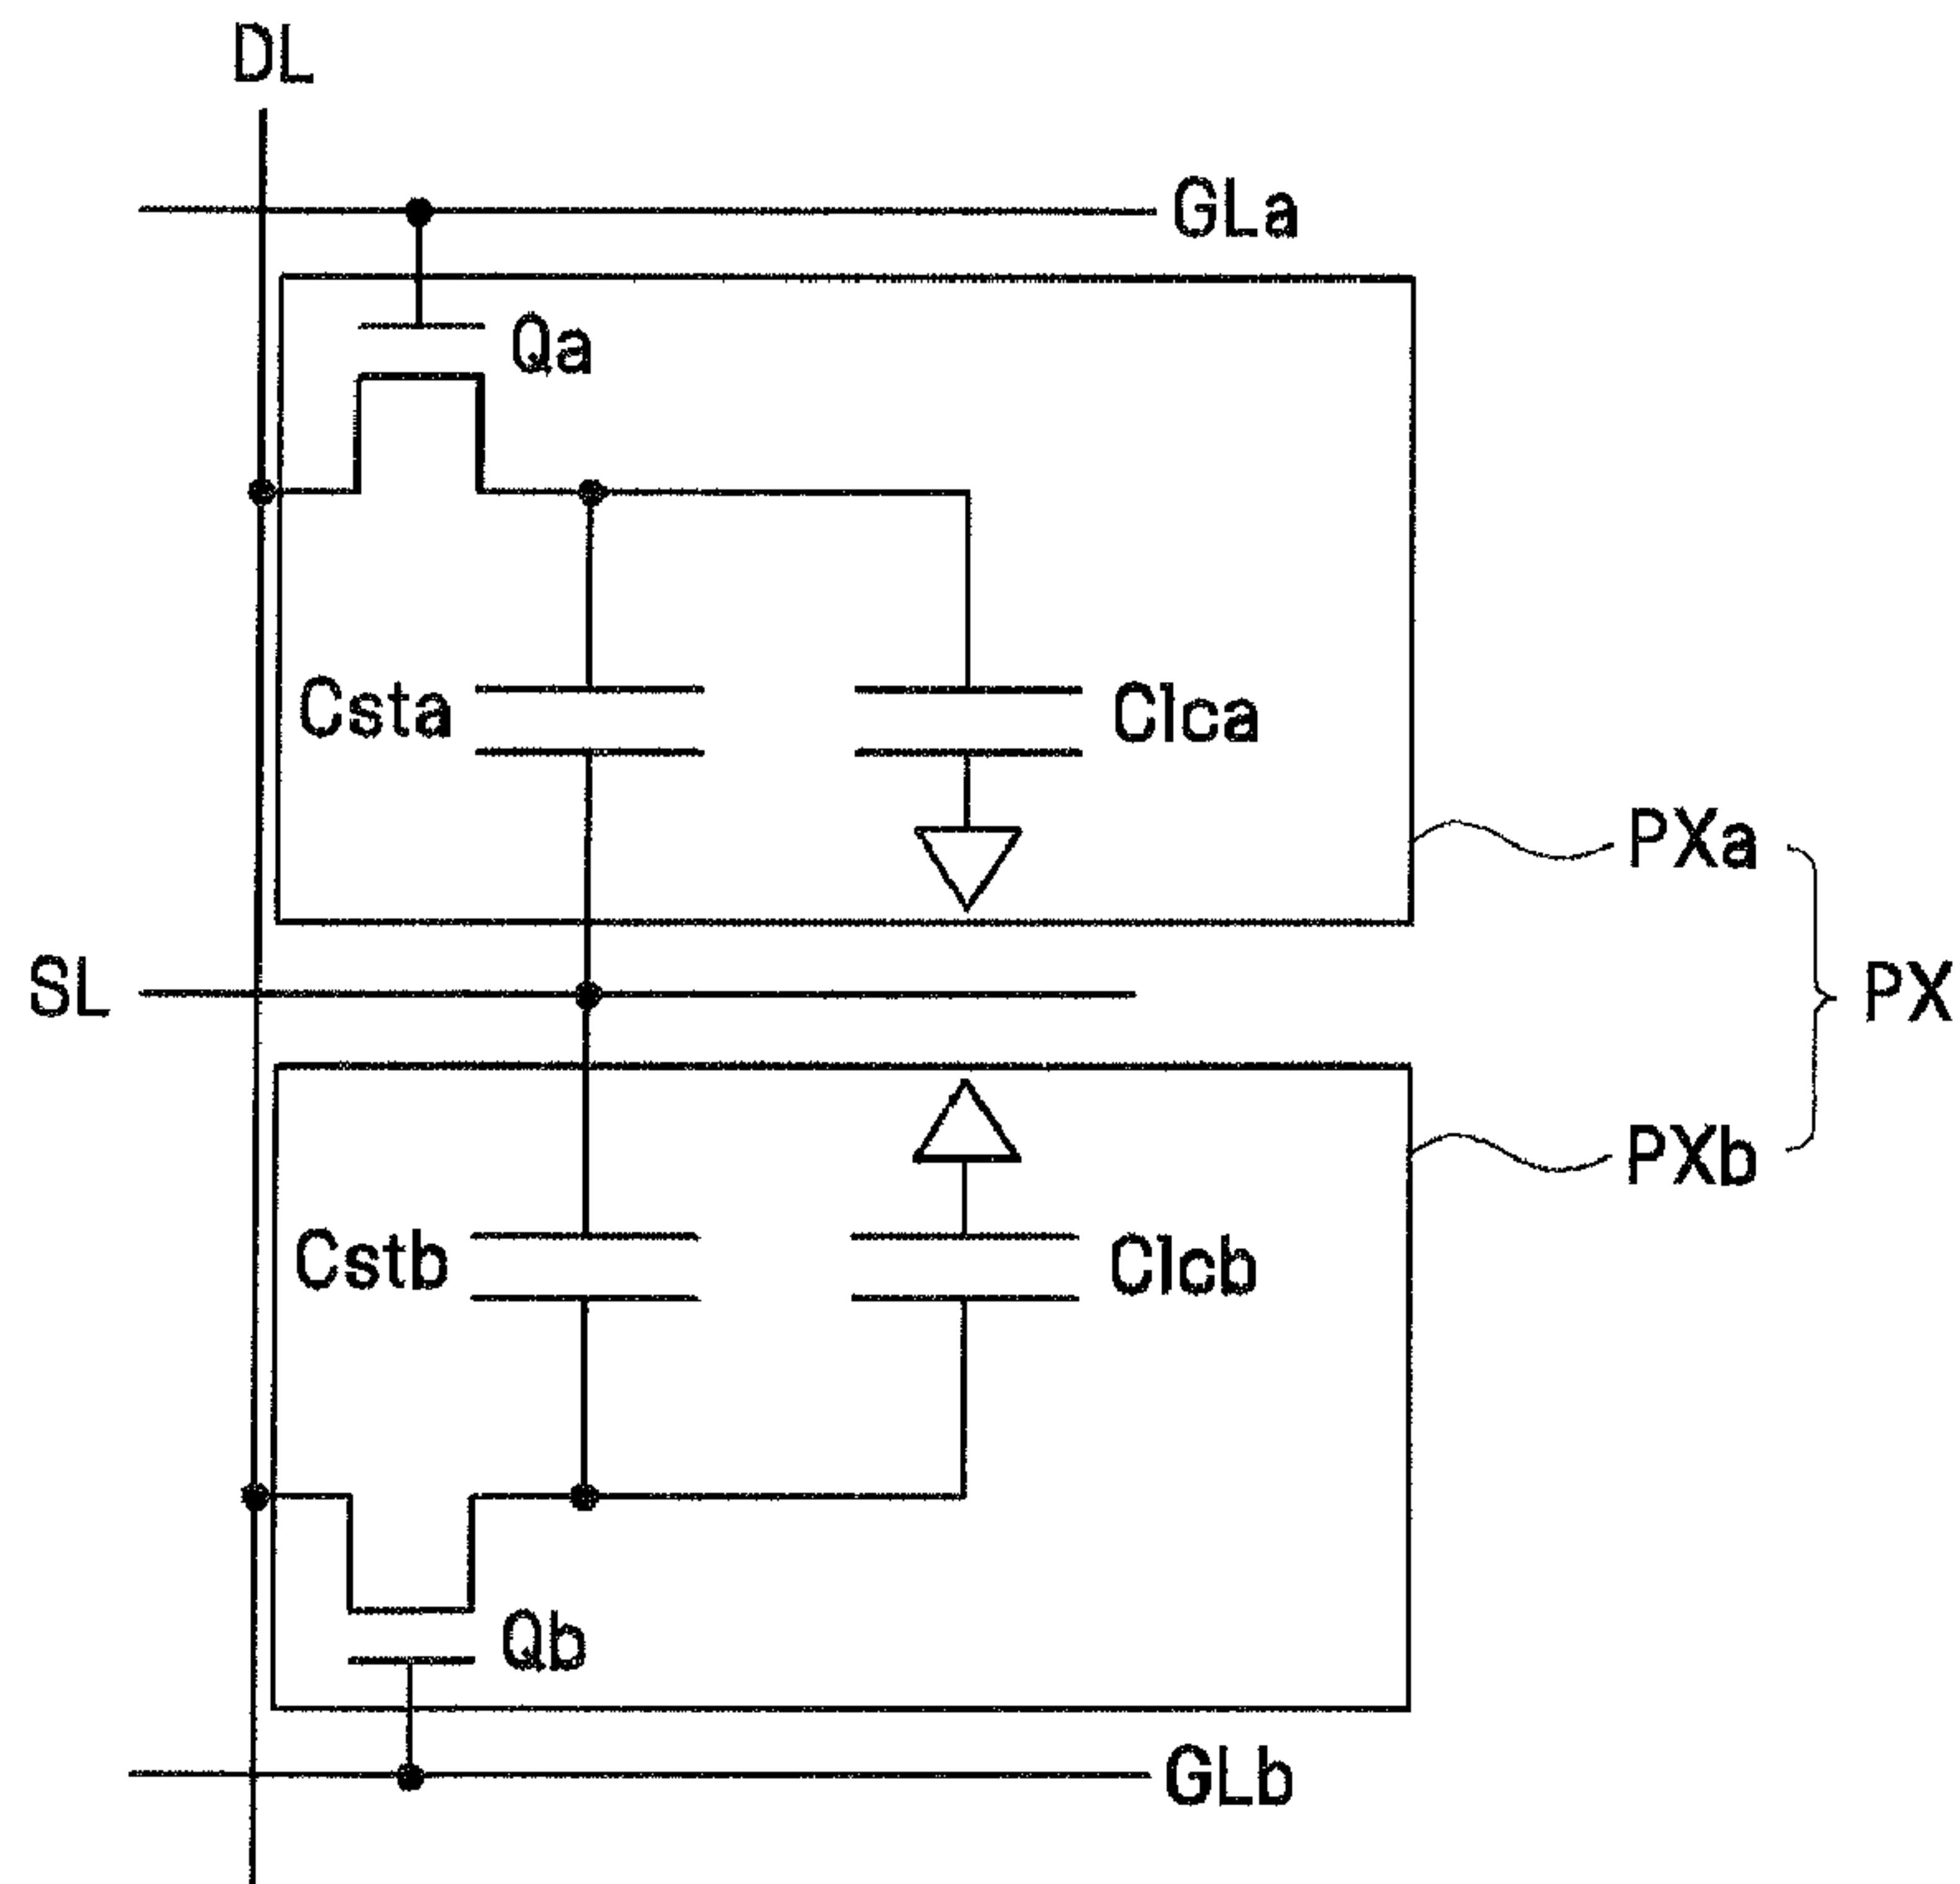 DL
GLa
Qa
Csta
Clca
PXa
SL
PX
PXb
Cstb
Clcb
Qb
GLb